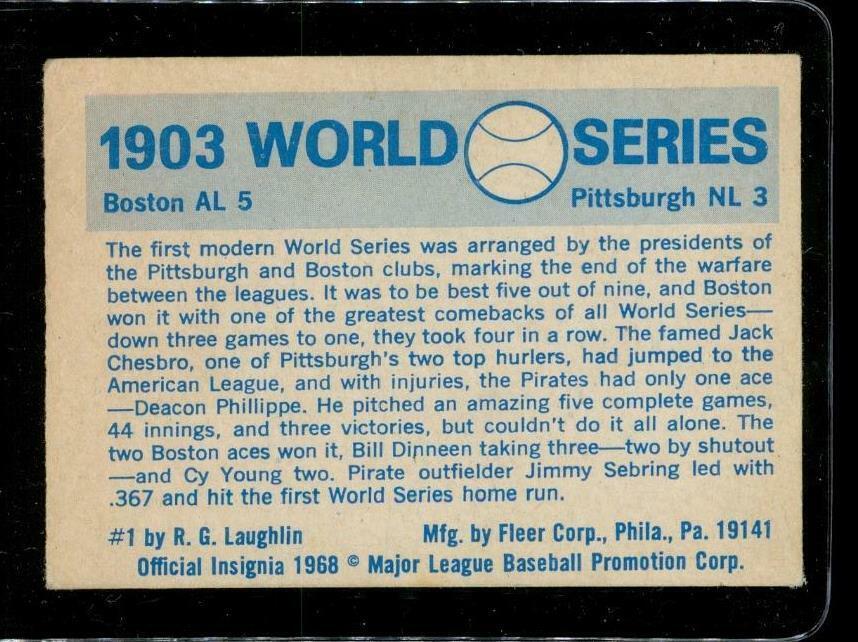 1903 WORLD SERIES
Boston AL 5 Pittsburgh NL 3
The first modern World Series was arranged by the presidents of
the Pittsburgh and Boston clubs, marking the end of the warfare
between the leagues. It was to be best five out of nine, and Boston
won it with one of the greatest comebacks of all World Series—
down three games to one, they took four in a row. The famed Jack
Chesbro, one of Pittsburgh's two top hurlers, had jumped to the
American League, and with injuries, the Pirates had only one ace
—Deacon Phillippe. He pitched an amazing five complete games,
44 innings, and three victories, but couldn't do it all alone. The
two Boston aces won it, Bill Dinneen taking three—two by shutout
—and Cy Young two. Pirate outfielder Jimmy Sebring led with
.367 and hit the first World Series home run.
#1 by R. G. Laughlin Mfg. by Fleer Corp., Phila., Pa. 19141
Official Insignia 1968 © Major League Baseball Promotion Corp.